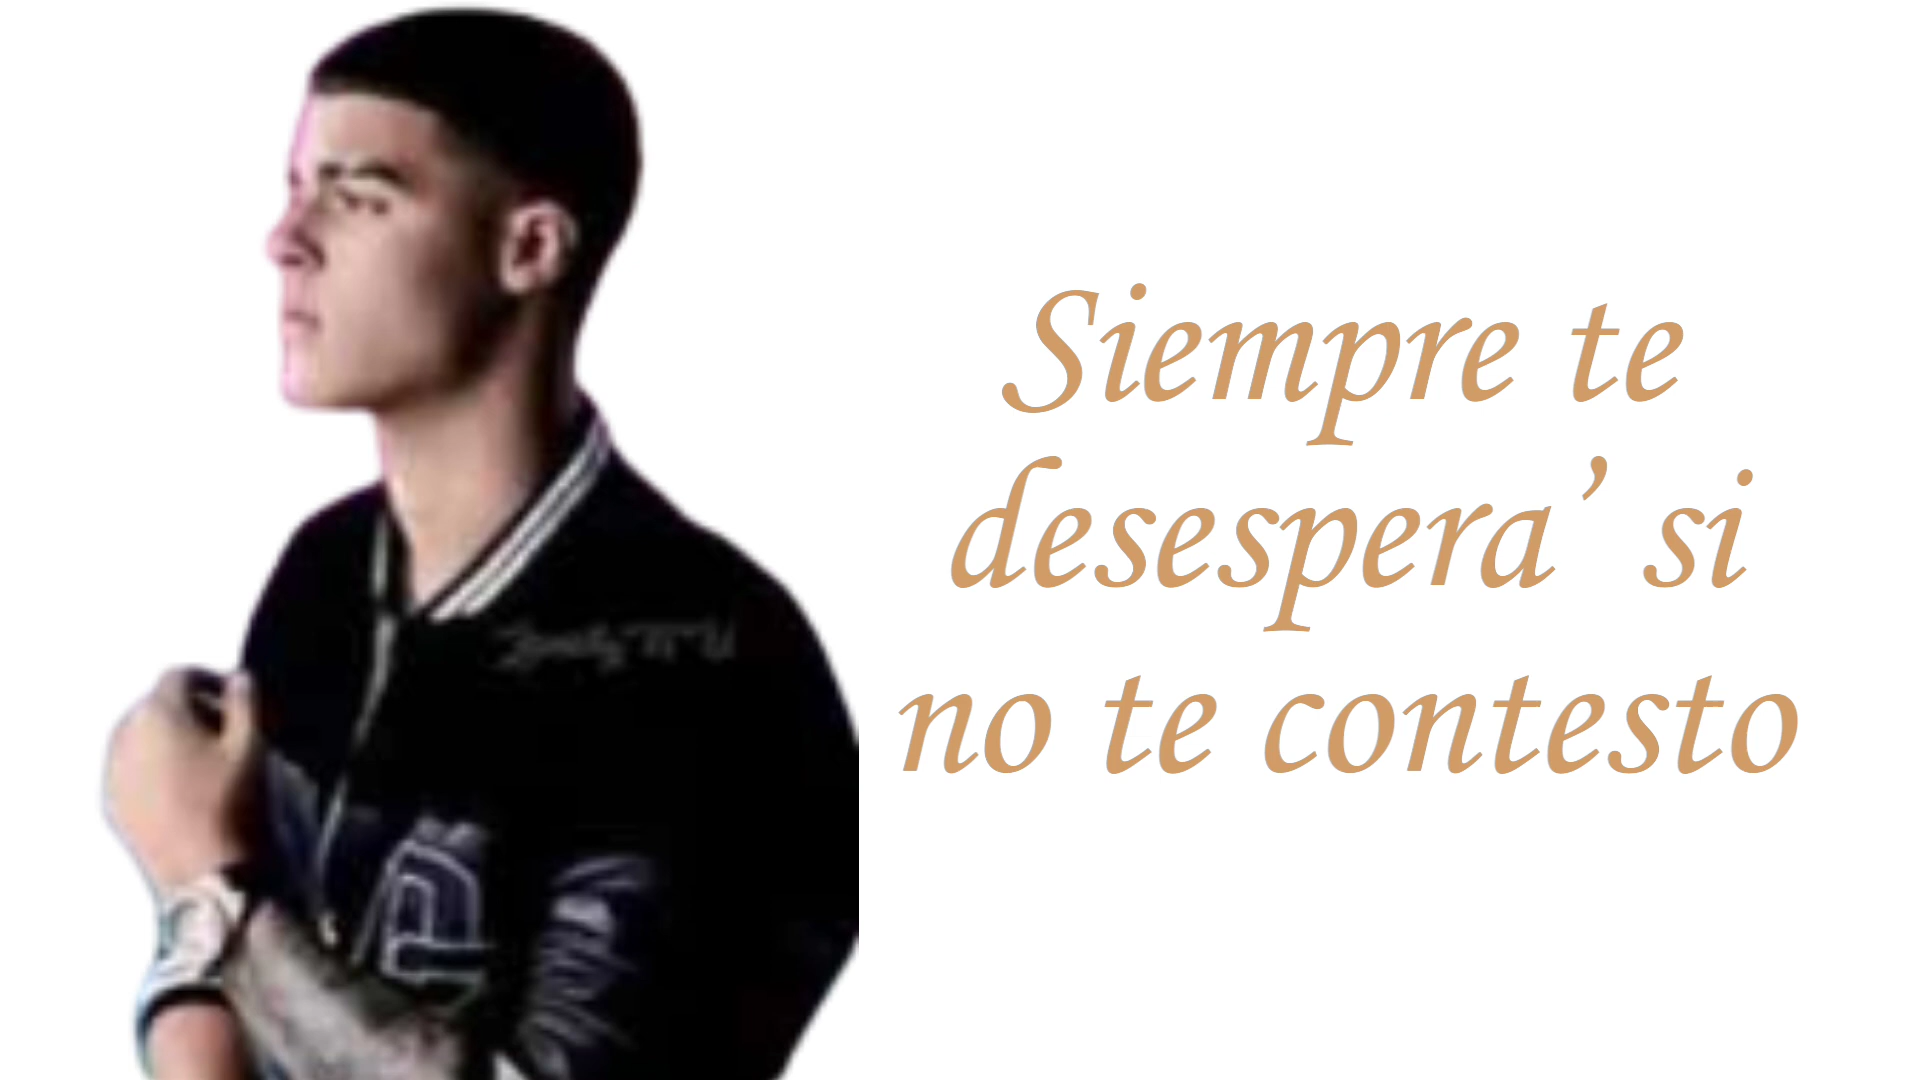 Siempre te
desespera’ si
no te contesto